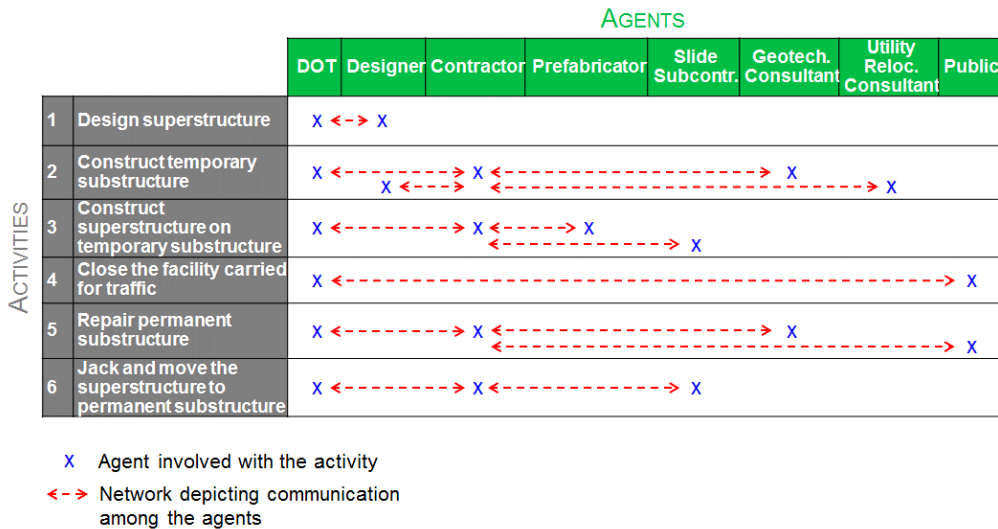 AGENTS
DOT Designer Contractor Prefabricator Slide Subcontr. Geotech. Consultant Utility Reloc. Consultant Public
ACTIVITIES
1 Design superstructure X X
2 Construct temporary substructure X X X X X
3 Construct superstructure on temporary substructure X X X X
4 Close the facility carried for traffic X X
5 Repair permanent substructure X X X X
6 Jack and move the superstructure to permanent substructure X X X
X Agent involved with the activity
Network depicting communication
among the agents